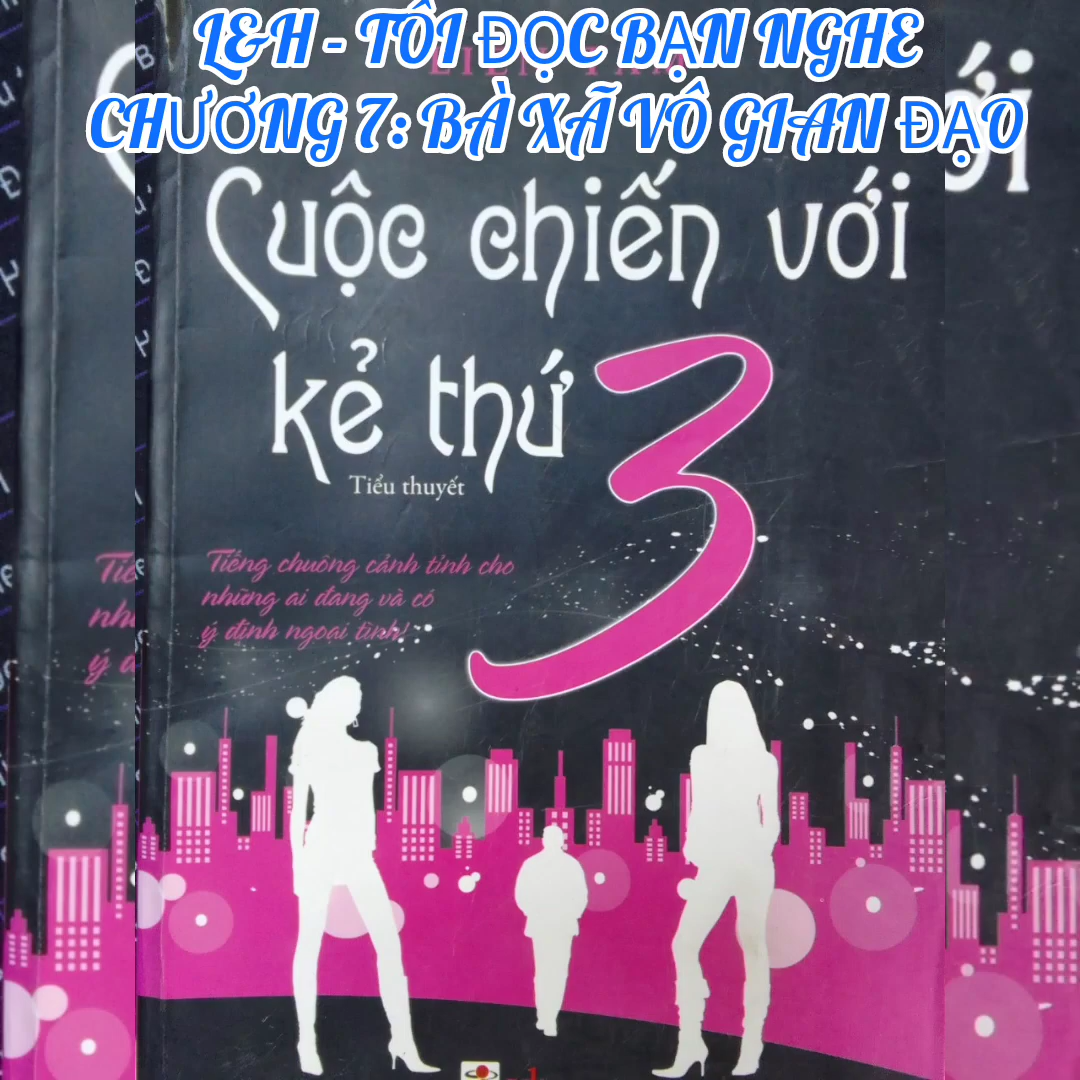 L&H - TÔI ĐỌC BẠN NGHE
CHƯƠNG 7: BÀ XÃ VÔ GIAN ĐẠO
Cuộc chiến với
kẻ thứ 3
Tiểu thuyết
Tiếng chuông cảnh tỉnh cho
những ai đang và có
ý định ngoại tình!